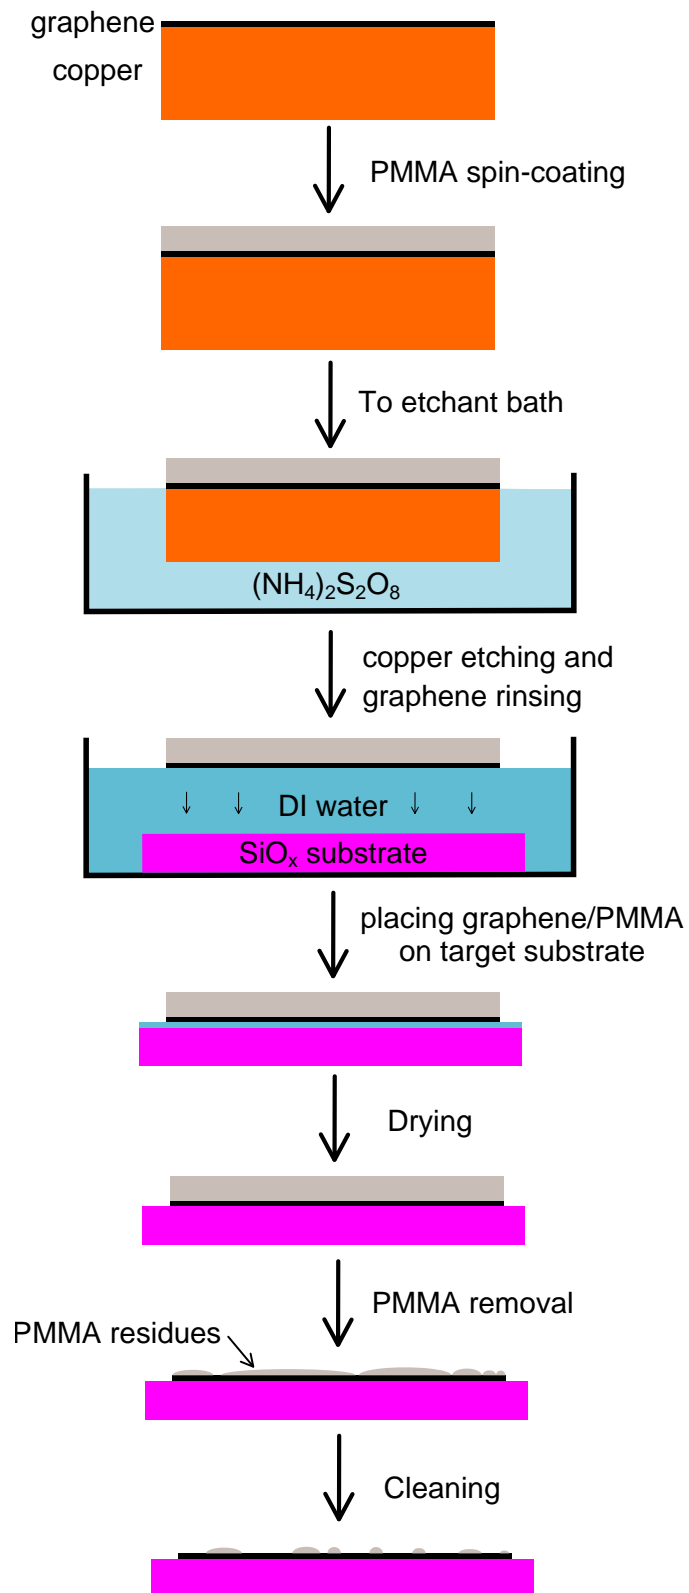 graphene
copper
PMMA spin-coating
To etchant bath
(NH₄)₂S₂O₈
copper etching and
graphene rinsing
DI water
SiOₓ substrate
placing graphene/PMMA
on target substrate
Drying
PMMA removal
PMMA residues
Cleaning